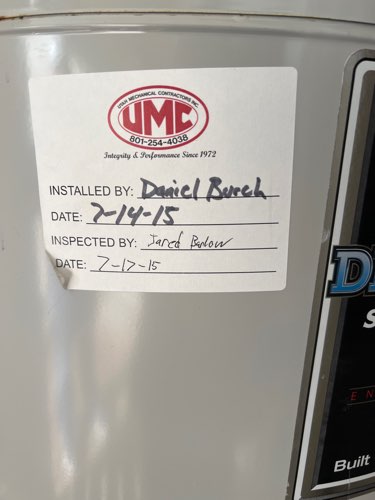 UTAH MECHANICAL CONTRACTORS INC.
UMC
801-254-4038
Integrity & Performance Since 1972
INSTALLED BY: Daniel Burch
DATE: 7-14-15
INSPECTED BY: Jared Barlow
DATE: 7-17-15
D
S
E N
Built